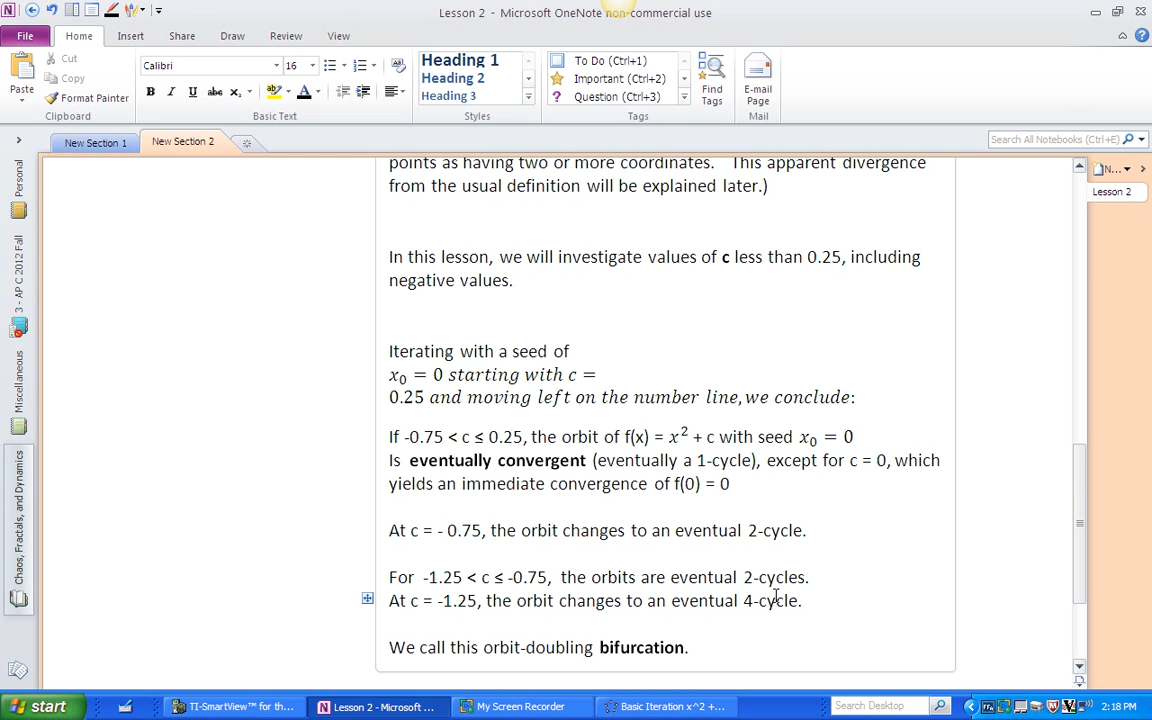 Lesson 2 - Microsoft OneNote non-commercial use
File Home Insert Share Draw Review View
Paste
Cut
Copy
Format Painter
Clipboard
Calibri 16
B I U abc x₂ A
Basic Text
Heading 1
Heading 2
Heading 3
Styles
To Do (Ctrl+1)
Important (Ctrl+2)
? Question (Ctrl+3)
Find
Tags
Tags
E-mail
Page
Mail
New Section 1 New Section 2
Search All Notebooks (Ctrl+E)
N...
Lesson 2
Personal
3 - AP C 2012 Fall
Miscellaneous
Chaos, Fractals, and Dynamics
points as having two or more coordinates. This apparent divergence
from the usual definition will be explained later.)
In this lesson, we will investigate values of c less than 0.25, including
negative values.
Iterating with a seed of
x₀ = 0 starting with c =
0.25 and moving left on the number line, we conclude:
If -0.75 < c ≤ 0.25, the orbit of f(x) = x² + c with seed x₀ = 0
Is eventually convergent (eventually a 1-cycle), except for c = 0, which
yields an immediate convergence of f(0) = 0
At c = - 0.75, the orbit changes to an eventual 2-cycle.
For -1.25 < c ≤ -0.75, the orbits are eventual 2-cycles.
At c = -1.25, the orbit changes to an eventual 4-cycle.
We call this orbit-doubling bifurcation.
start
TI-SmartView™ for th...
Lesson 2 - Microsoft ...
My Screen Recorder
Basic Iteration x^2 +...
Search Desktop
2:18 PM